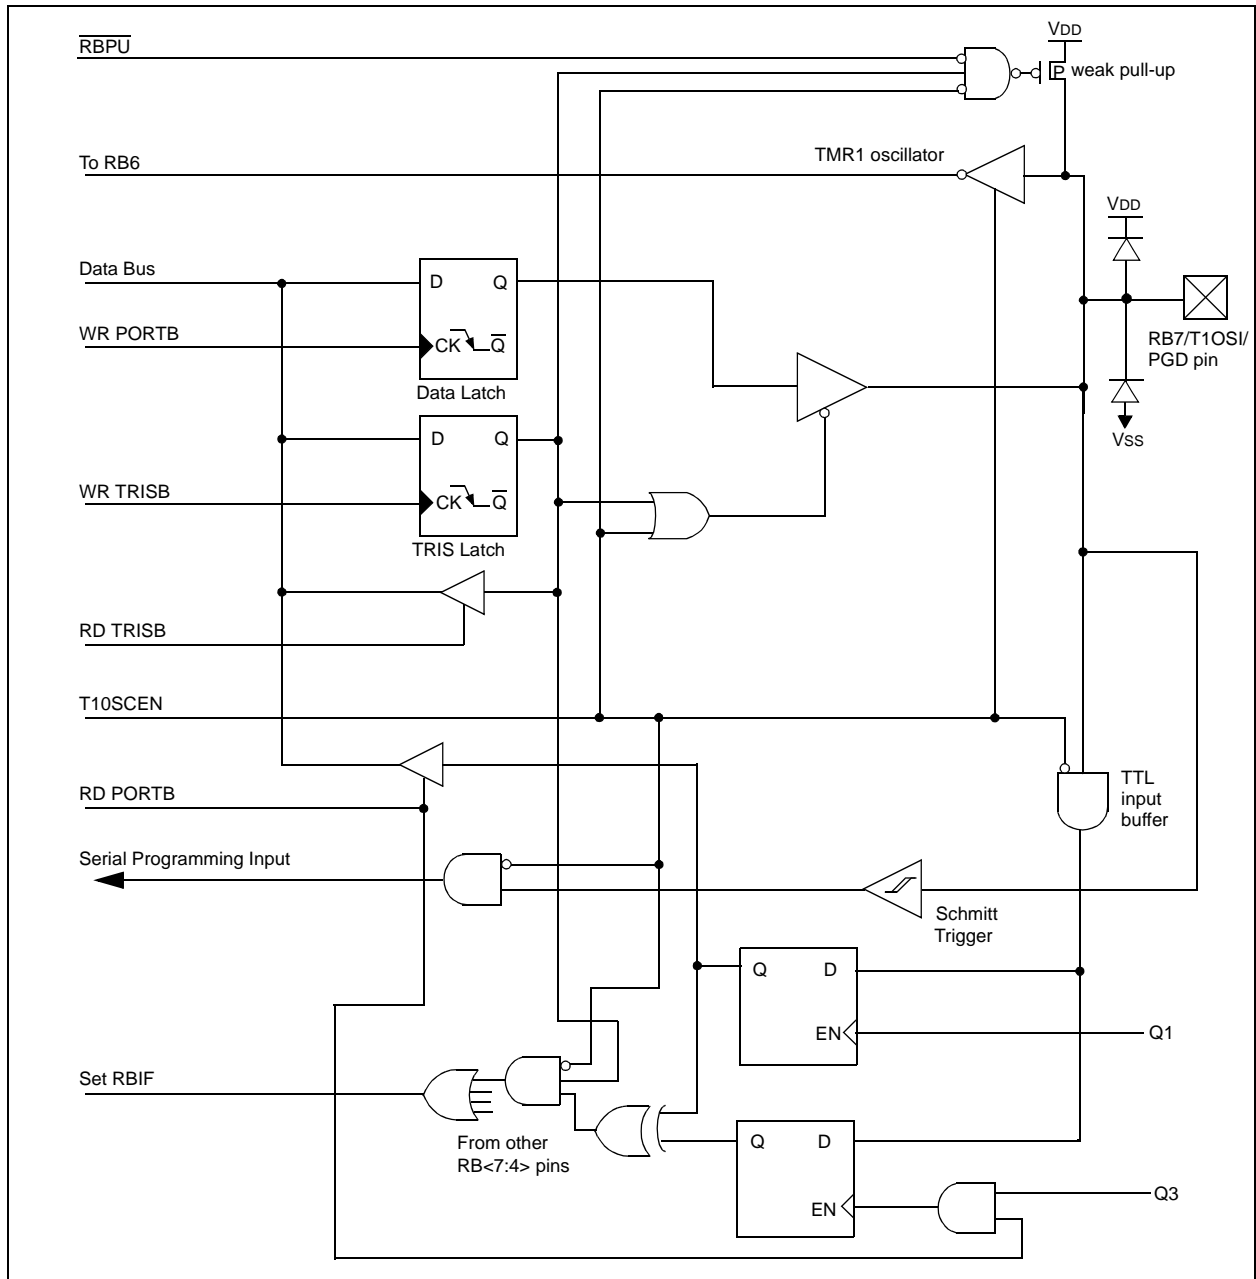 RBPU
VDD
P weak pull-up
To RB6
TMR1 oscillator
VDD
Data Bus
D Q
WR PORTB
CK Q
Data Latch
RB7/T1OSI/
PGD pin
VSS
D Q
WR TRISB
CK Q
TRIS Latch
RD TRISB
T10SCEN
RD PORTB
TTL
input
buffer
Serial Programming Input
Schmitt
Trigger
Q D
EN
Q1
Set RBIF
From other
RB<7:4> pins
Q D
EN
Q3